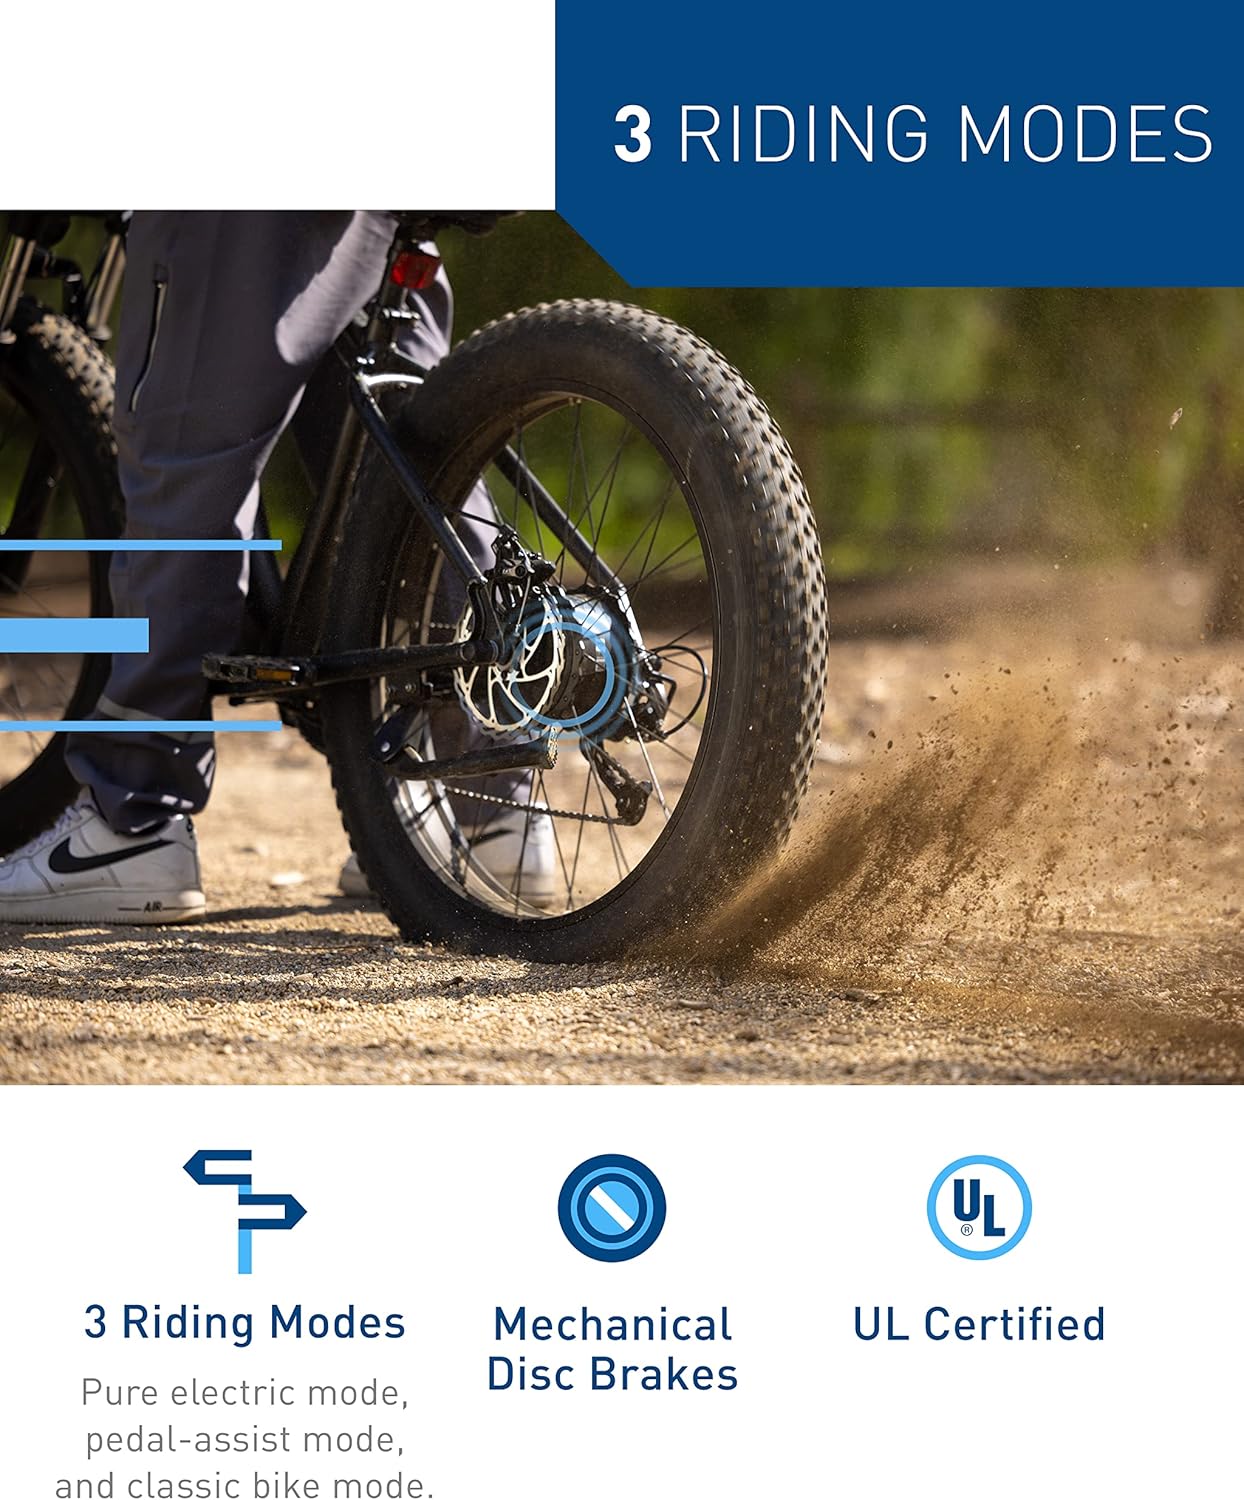 3 RIDING MODES
AIR
UL
®
3 Riding Modes
Pure electric mode,
pedal-assist mode,
and classic bike mode.
Mechanical
Disc Brakes
UL Certified